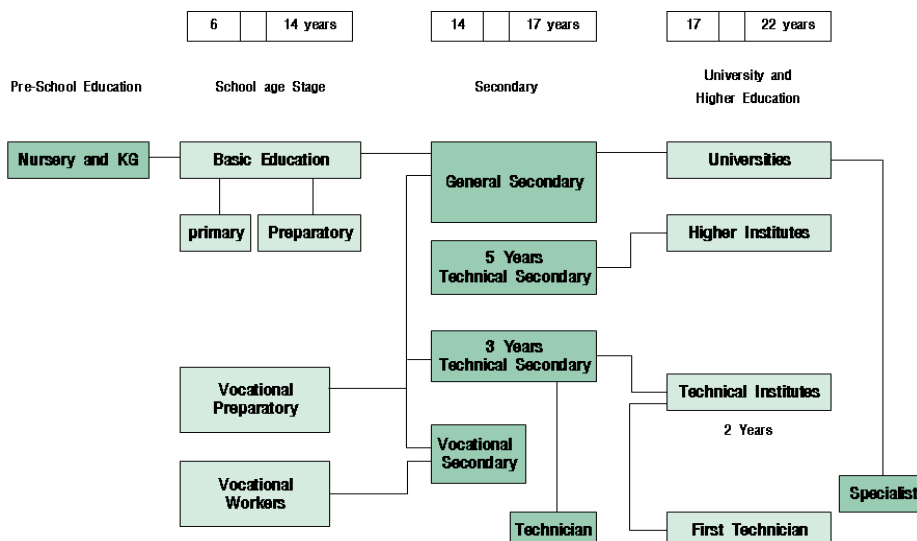 6 14 years
14 17 years
17 22 years
Pre-School Education
School age Stage
Secondary
University and
Higher Education
Nursery and KG
Basic Education
General Secondary
Universities
primary
Preparatory
Higher Institutes
5 Years
Technical Secondary
3 Years
Technical Secondary
Vocational
Preparatory
Technical Institutes
2 Years
Vocational
Secondary
Vocational
Workers
Specialist
Technician
First Technician